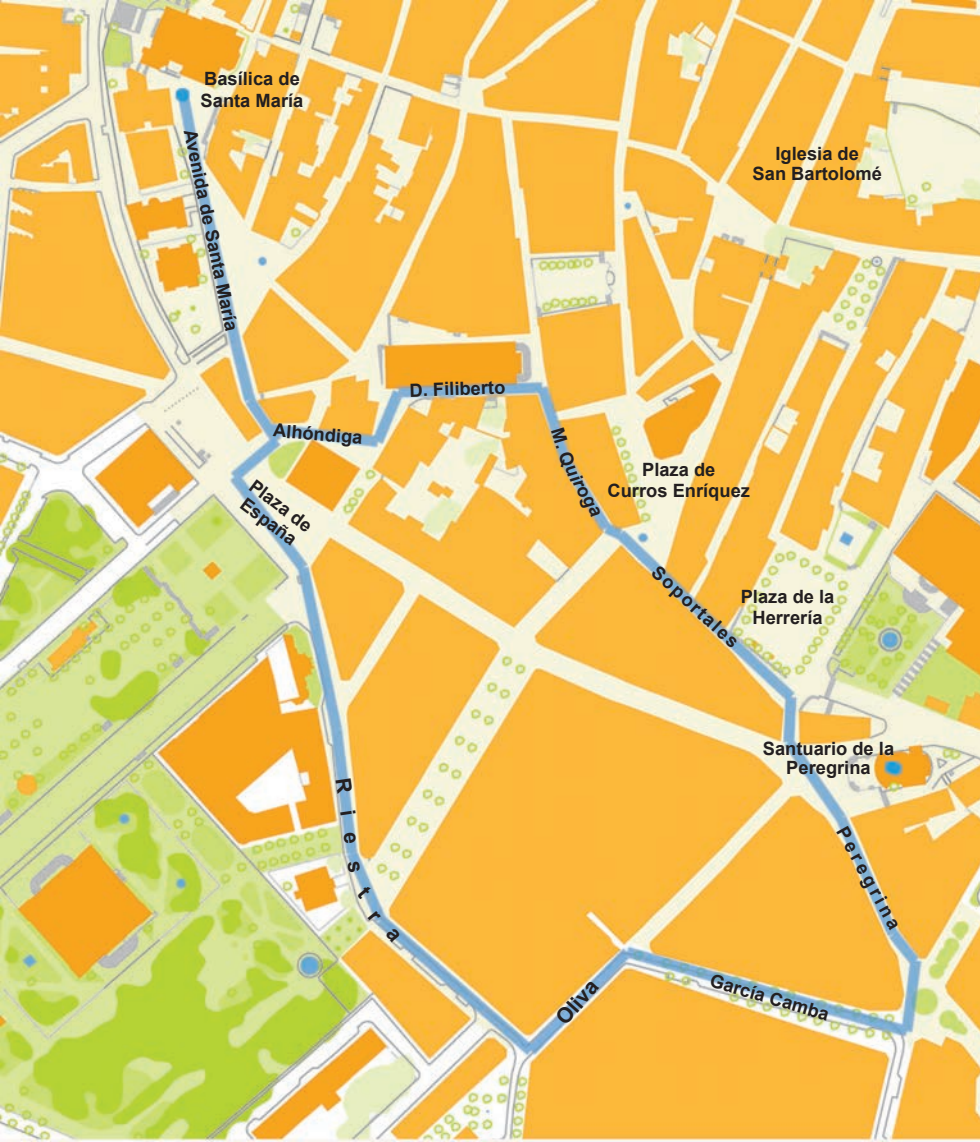 Basílica de
Santa María
Avenida de Santa María
Iglesia de
San Bartolomé
D. Filiberto
Alhóndiga
M. Quiroga
Plaza de
Curros Enríquez
Plaza de
España
Soportales
Plaza de la
Herrería
Santuario de la
Peregrina
Riestra
Peregrina
Oliva
García Camba